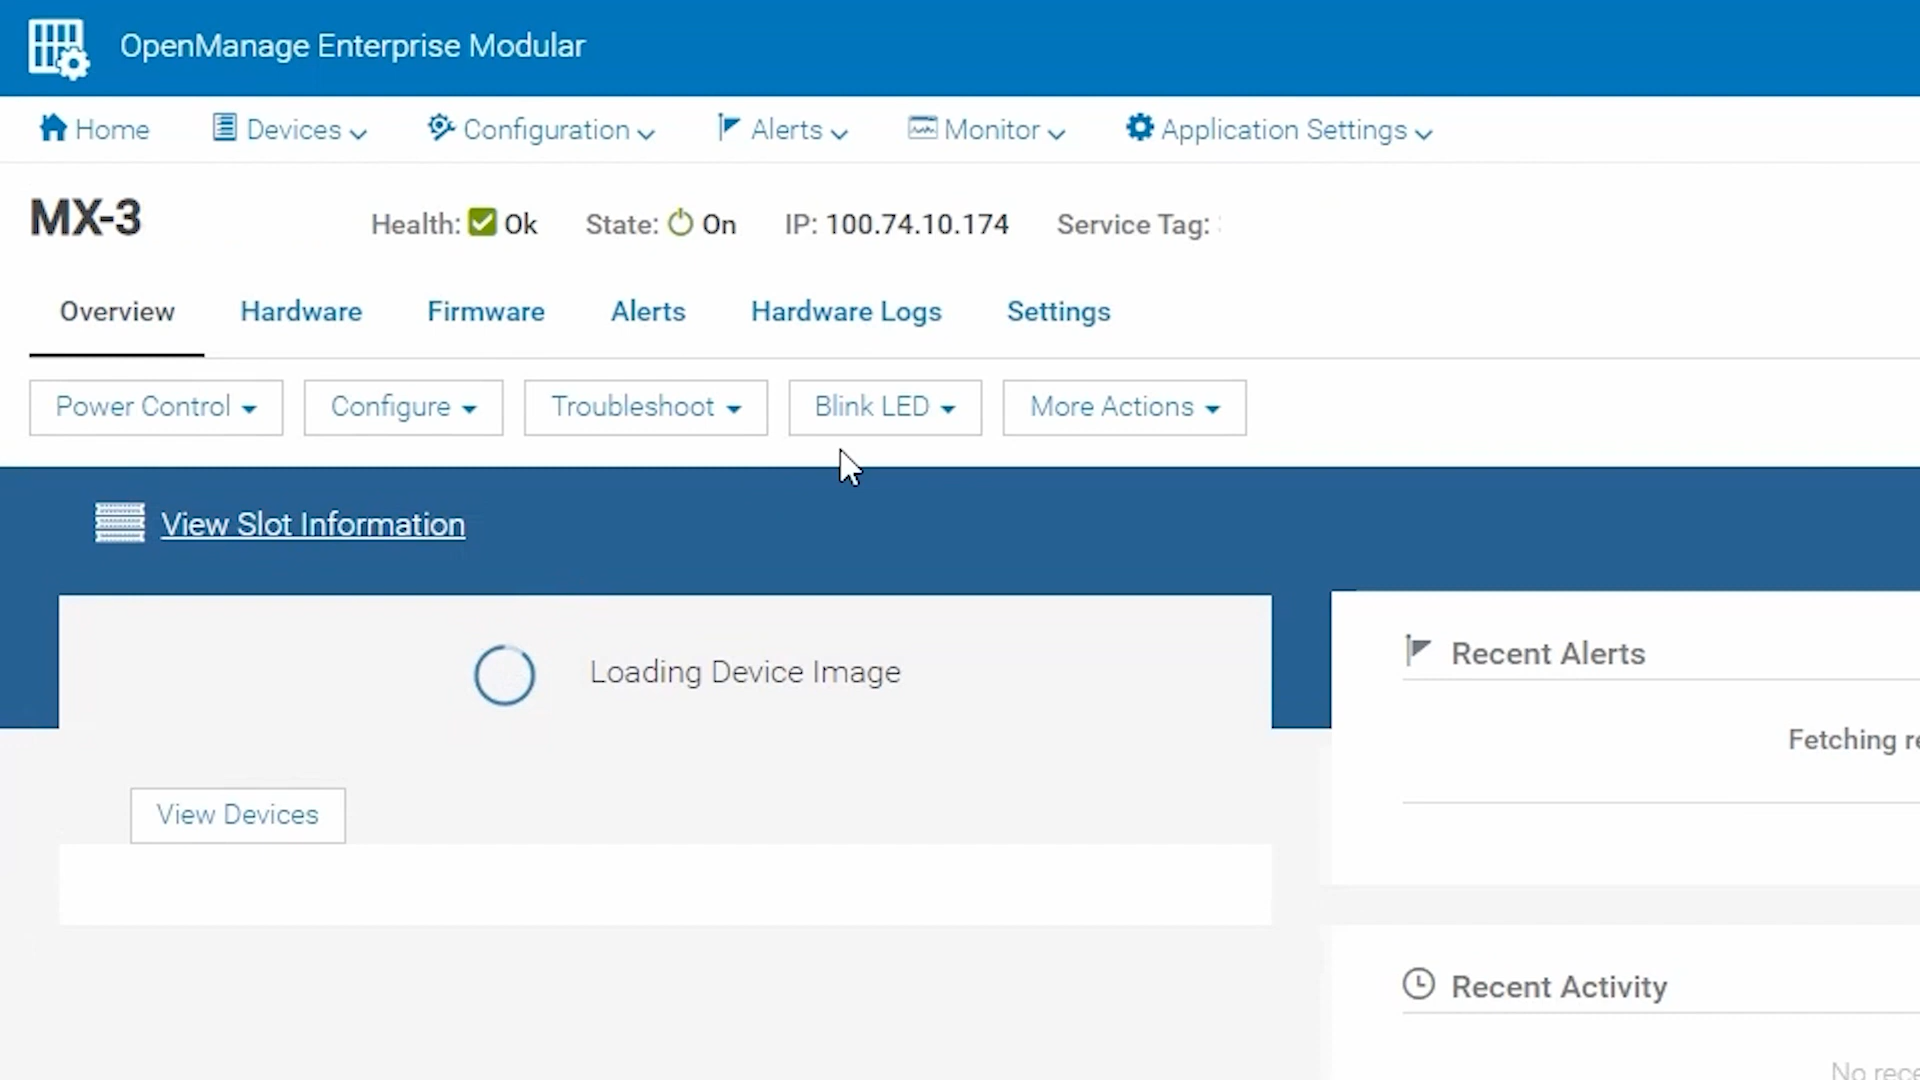 OpenManage Enterprise Modular
Home Devices Configuration Alerts Monitor Application Settings
MX-3 Health: Ok State: On IP: 100.74.10.174 Service Tag:
Overview Hardware Firmware Alerts Hardware Logs Settings
Power Control Configure Troubleshoot Blink LED More Actions
View Slot Information
Loading Device Image
View Devices
Recent Alerts
Fetching
Recent Activity
No